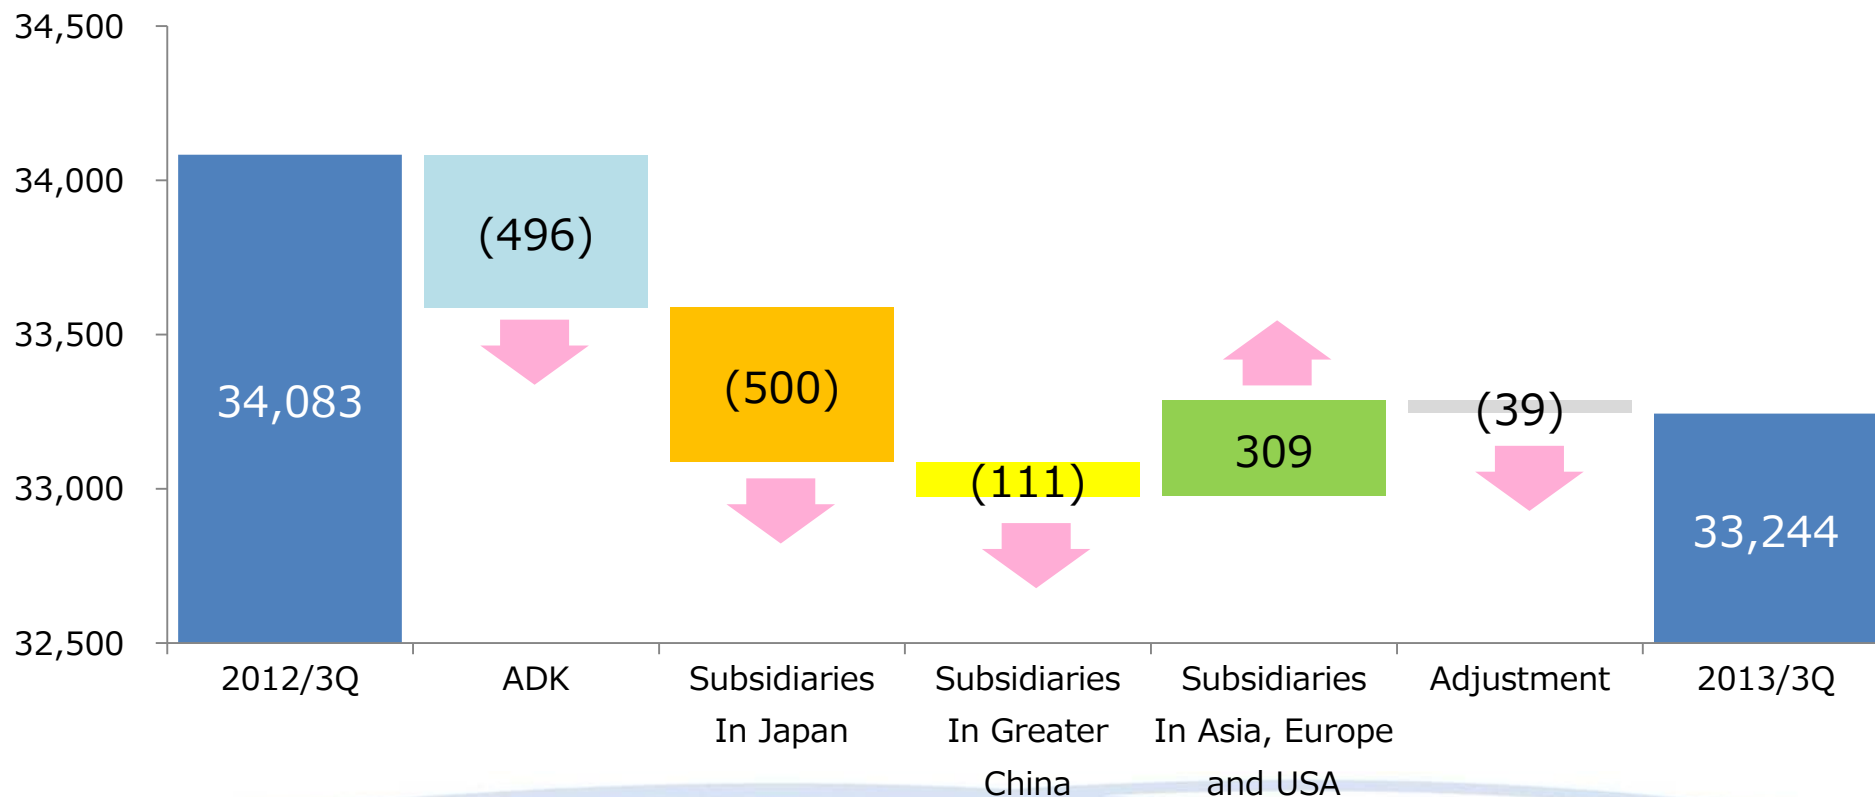 34,500
34,000
33,500
33,000
32,500
34,083
(496)
(500)
(111)
309
(39)
33,244
2012/3Q
ADK
Subsidiaries
In Japan
Subsidiaries
In Greater
China
Subsidiaries
In Asia, Europe
and USA
Adjustment
2013/3Q